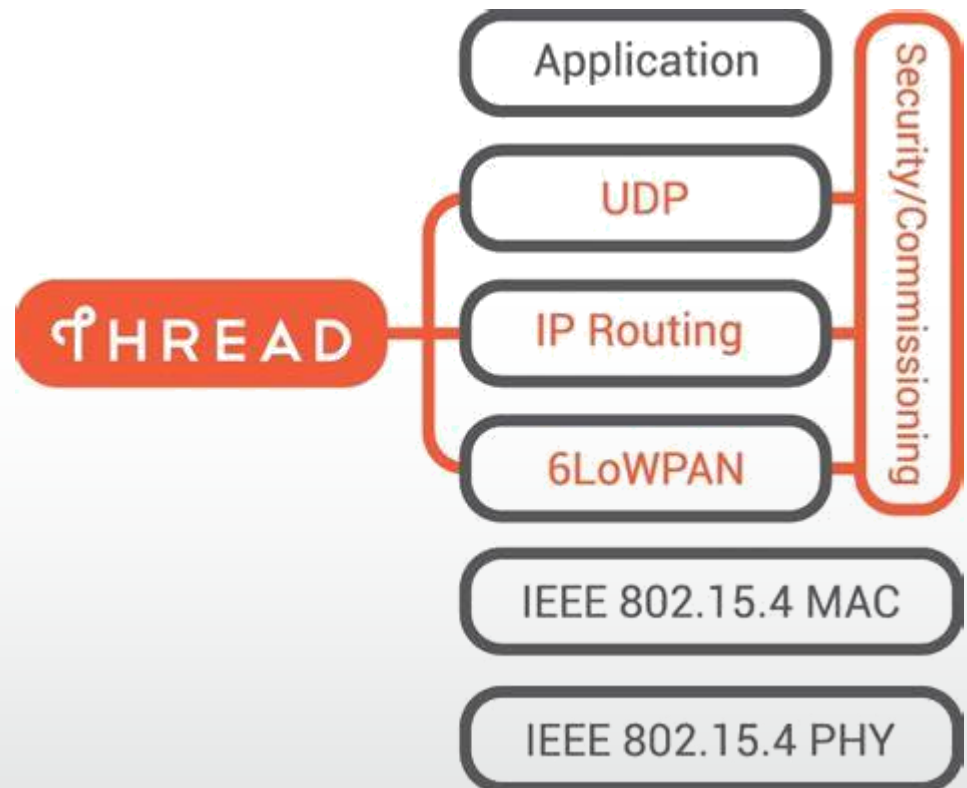 Application
UDP
THREAD
IP Routing
6LoWPAN
Security/Commissioning
IEEE 802.15.4 MAC
IEEE 802.15.4 PHY